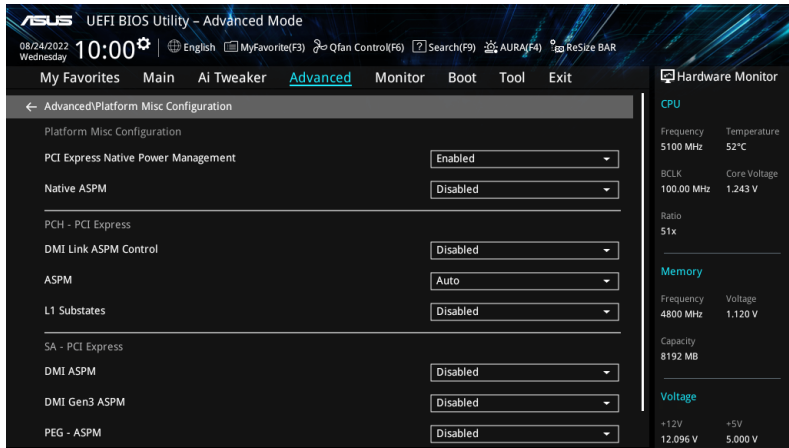 ASUS UEFI BIOS Utility – Advanced Mode
08/24/2022 Wednesday 10:00 English MyFavorite(F3) Qfan Control(F6) ? Search(F9) AURA(F4) ReSize BAR
My Favorites Main Ai Tweaker Advanced Monitor Boot Tool Exit
Hardware Monitor
← Advanced\Platform Misc Configuration
Platform Misc Configuration
PCI Express Native Power Management Enabled
Native ASPM Disabled
PCH - PCI Express
DMI Link ASPM Control Disabled
ASPM Auto
L1 Substates Disabled
SA - PCI Express
DMI ASPM Disabled
DMI Gen3 ASPM Disabled
PEG - ASPM Disabled
CPU
Frequency Temperature
5100 MHz 52°C
BCLK Core Voltage
100.00 MHz 1.243 V
Ratio
51x
Memory
Frequency Voltage
4800 MHz 1.120 V
Capacity
8192 MB
Voltage
+12V +5V
12.096 V 5.000 V